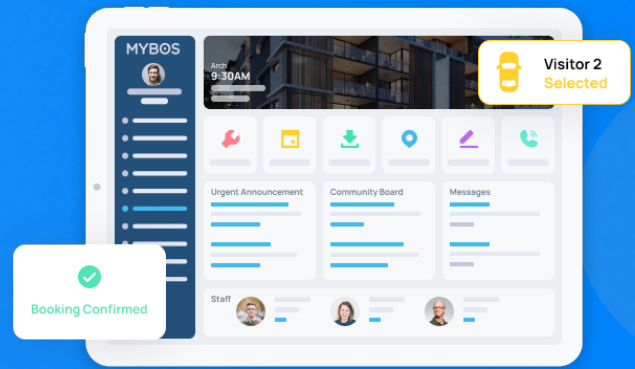 MYBOS
Arch
9:30AM
Visitor 2
Selected
Urgent Announcement
Community Board
Messages
Booking Confirmed
Staff